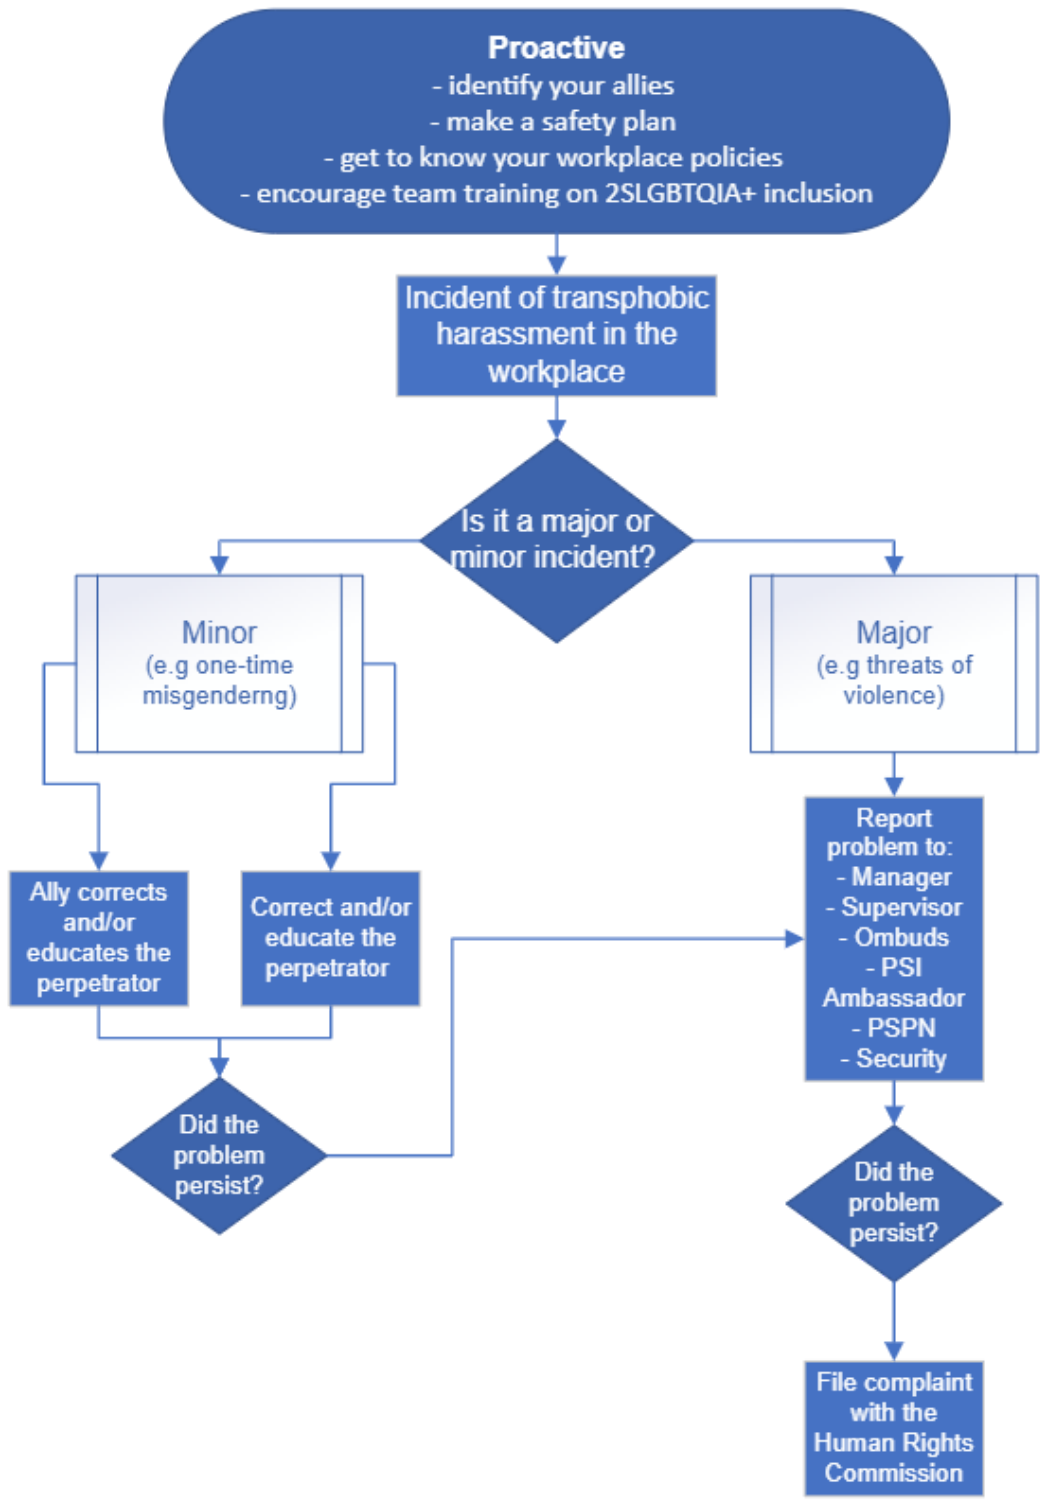 Proactive
- identify your allies
- make a safety plan
- get to know your workplace policies
- encourage team training on 2SLGBTQIA+ inclusion
Incident of transphobic
harassment in the
workplace
Is it a major or
minor incident?
Minor
(e.g one-time
misgenderng)
Major
(e.g threats of
violence)
Ally corrects
and/or
educates the
perpetrator
Correct and/or
educate the
perpetrator
Report
problem to:
- Manager
- Supervisor
- Ombuds
- PSI
Ambassador
- PSPN
- Security
Did the
problem
persist?
Did the
problem
persist?
File complaint
with the
Human Rights
Commission